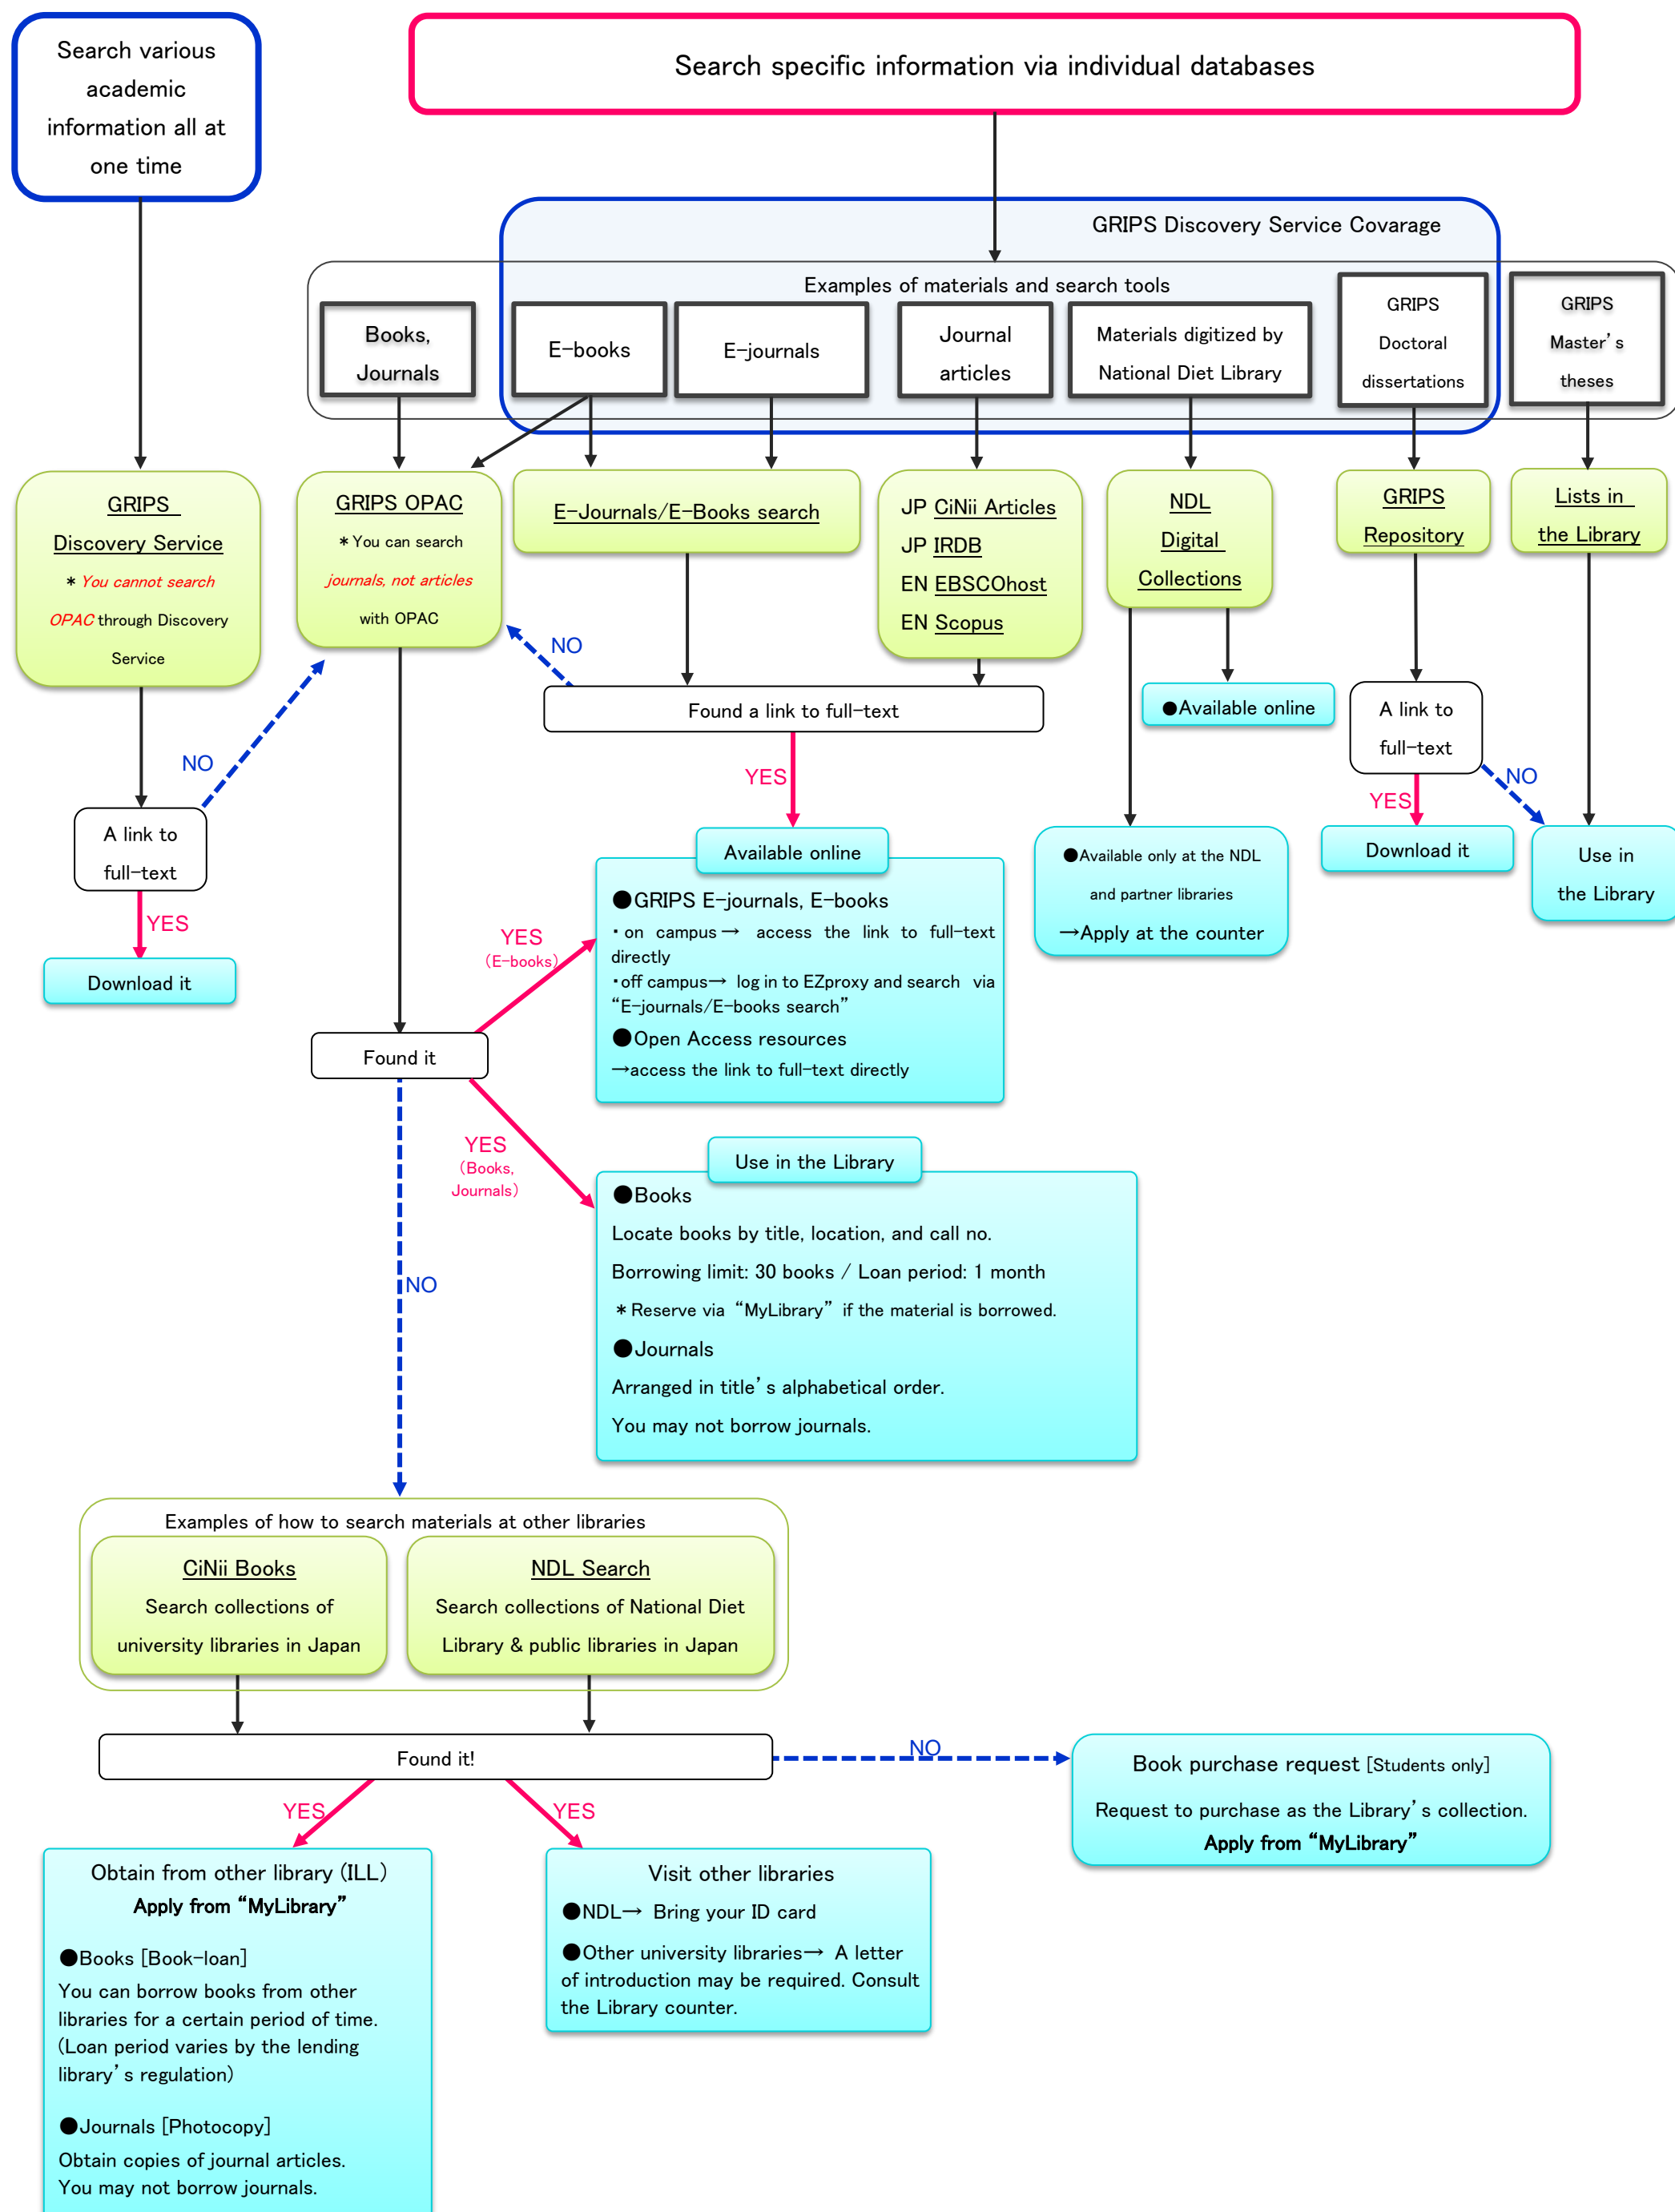 Search various
academic
information all at
one time
Search specific information via individual databases
GRIPS Discovery Service Covarage
Examples of materials and search tools
Books,
Journals
E-books
E-journals
Journal
articles
Materials digitized by
National Diet Library
GRIPS
Doctoral
dissertations
GRIPS
Master's
theses
GRIPS
Discovery Service
* You cannot search
OPAC through Discovery
Service
GRIPS OPAC
* You can search
journals, not articles
with OPAC
E-Journals/E-Books search
JP CiNii Articles
JP IRDB
EN EBSCOhost
EN Scopus
NDL
Digital
Collections
GRIPS
Repository
Lists in
the Library
NO
Found a link to full-text
●Available online
A link to
full-text
NO
YES
YES
NO
A link to
full-text
YES
Download it
Available online
●GRIPS E-journals, E-books
・on campus→ access the link to full-text
directly
・off campus→ log in to EZproxy and search via
“E-journals/E-books search”
●Open Access resources
→access the link to full-text directly
●Available only at the NDL
and partner libraries
→Apply at the counter
Download it
Use in
the Library
YES
(E-books)
Found it
YES
(Books,
Journals)
NO
Use in the Library
●Books
Locate books by title, location, and call no.
Borrowing limit: 30 books / Loan period: 1 month
* Reserve via “MyLibrary” if the material is borrowed.
●Journals
Arranged in title's alphabetical order.
You may not borrow journals.
Examples of how to search materials at other libraries
CiNii Books
Search collections of
university libraries in Japan
NDL Search
Search collections of National Diet
Library & public libraries in Japan
Found it!
NO
Book purchase request [Students only]
Request to purchase as the Library's collection.
Apply from “MyLibrary”
YES
YES
Obtain from other library (ILL)
Apply from “MyLibrary”
●Books [Book-loan]
You can borrow books from other
libraries for a certain period of time.
(Loan period varies by the lending
library's regulation)
●Journals [Photocopy]
Obtain copies of journal articles.
You may not borrow journals.
Visit other libraries
●NDL→ Bring your ID card
●Other university libraries→ A letter
of introduction may be required. Consult
the Library counter.